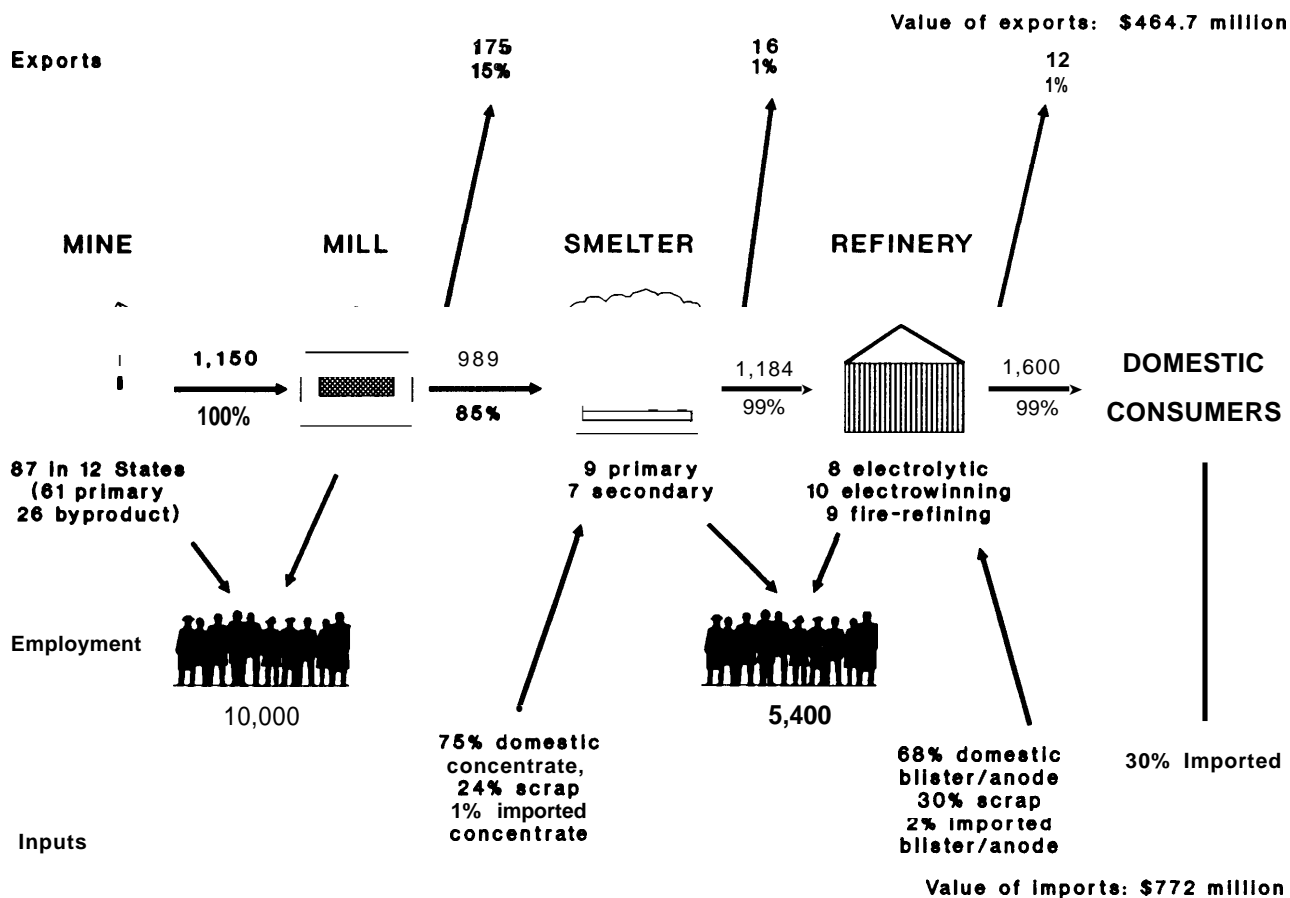 Value of exports: $464.7 million
Exports
175
15%
16
1%
12
1%
MINE
MILL
SMELTER
REFINERY
1,150
100%
989
85%
1,184
99%
1,600
99%
DOMESTIC
CONSUMERS
87 in 12 States
(61 primary
26 byproduct)
9 primary
7 secondary
8 electrolytic
10 electrowinning
9 fire-refining
Employment
10,000
5,400
75% domestic
concentrate,
24% scrap
1% imported
concentrate
68% domestic
blister/anode
30% scrap
2% imported
blister/anode
30% Imported
Inputs
Value of imports: $772 million